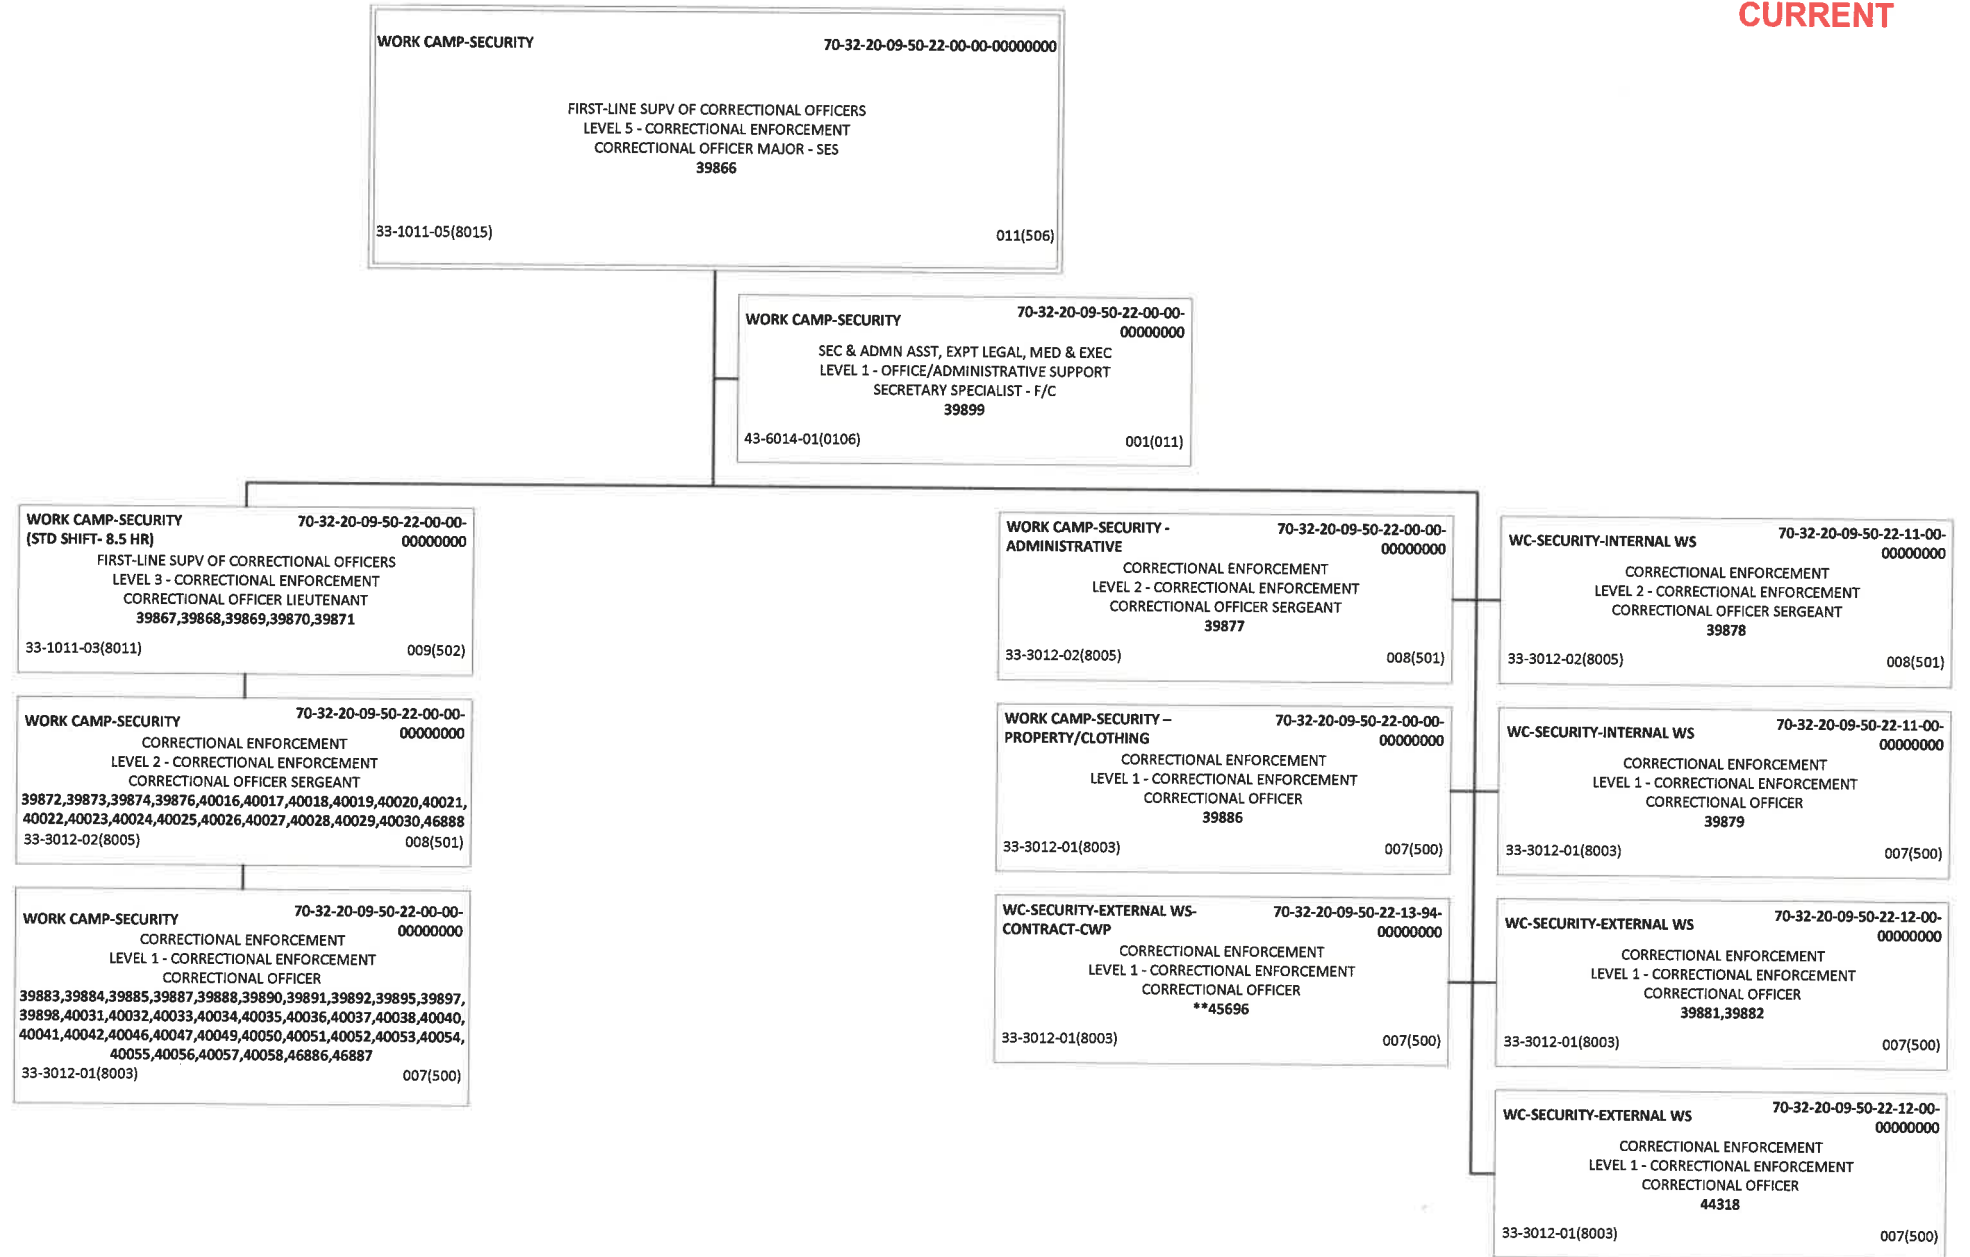 CURRENT
WORK CAMP-SECURITY 70-32-20-09-50-22-00-00-00000000
FIRST-LINE SUPV OF CORRECTIONAL OFFICERS
LEVEL 5 - CORRECTIONAL ENFORCEMENT
CORRECTIONAL OFFICER MAJOR - SES
39866
33-1011-05(8015) 011(506)
WORK CAMP-SECURITY 70-32-20-09-50-22-00-00-
00000000
SEC & ADMN ASST, EXPT LEGAL, MED & EXEC
LEVEL 1 - OFFICE/ADMINISTRATIVE SUPPORT
SECRETARY SPECIALIST - F/C
39899
43-6014-01(0106) 001(011)
WORK CAMP-SECURITY 70-32-20-09-50-22-00-00-
(STD SHIFT- 8.5 HR) 00000000
FIRST-LINE SUPV OF CORRECTIONAL OFFICERS
LEVEL 3 - CORRECTIONAL ENFORCEMENT
CORRECTIONAL OFFICER LIEUTENANT
39867,39868,39869,39870,39871
33-1011-03(8011) 009(502)
WORK CAMP-SECURITY 70-32-20-09-50-22-00-00-
00000000
CORRECTIONAL ENFORCEMENT
LEVEL 2 - CORRECTIONAL ENFORCEMENT
CORRECTIONAL OFFICER SERGEANT
39872,39873,39874,39876,40016,40017,40018,40019,40020,40021,
40022,40023,40024,40025,40026,40027,40028,40029,40030,46888
33-3012-02(8005) 008(501)
WORK CAMP-SECURITY 70-32-20-09-50-22-00-00-
00000000
CORRECTIONAL ENFORCEMENT
LEVEL 1 - CORRECTIONAL ENFORCEMENT
CORRECTIONAL OFFICER
39883,39884,39885,39887,39888,39890,39891,39892,39895,39897,
39898,40031,40032,40033,40034,40035,40036,40037,40038,40040,
40041,40042,40046,40047,40049,40050,40051,40052,40053,40054,
40055,40056,40057,40058,46886,46887
33-3012-01(8003) 007(500)
WORK CAMP-SECURITY - 70-32-20-09-50-22-00-00-
ADMINISTRATIVE 00000000
CORRECTIONAL ENFORCEMENT
LEVEL 2 - CORRECTIONAL ENFORCEMENT
CORRECTIONAL OFFICER SERGEANT
39877
33-3012-02(8005) 008(501)
WORK CAMP-SECURITY – 70-32-20-09-50-22-00-00-
PROPERTY/CLOTHING 00000000
CORRECTIONAL ENFORCEMENT
LEVEL 1 - CORRECTIONAL ENFORCEMENT
CORRECTIONAL OFFICER
39886
33-3012-01(8003) 007(500)
WC-SECURITY-EXTERNAL WS- 70-32-20-09-50-22-13-94-
CONTRACT-CWP 00000000
CORRECTIONAL ENFORCEMENT
LEVEL 1 - CORRECTIONAL ENFORCEMENT
CORRECTIONAL OFFICER
**45696
33-3012-01(8003) 007(500)
WC-SECURITY-INTERNAL WS 70-32-20-09-50-22-11-00-
00000000
CORRECTIONAL ENFORCEMENT
LEVEL 2 - CORRECTIONAL ENFORCEMENT
CORRECTIONAL OFFICER SERGEANT
39878
33-3012-02(8005) 008(501)
WC-SECURITY-INTERNAL WS 70-32-20-09-50-22-11-00-
00000000
CORRECTIONAL ENFORCEMENT
LEVEL 1 - CORRECTIONAL ENFORCEMENT
CORRECTIONAL OFFICER
39879
33-3012-01(8003) 007(500)
WC-SECURITY-EXTERNAL WS 70-32-20-09-50-22-12-00-
00000000
CORRECTIONAL ENFORCEMENT
LEVEL 1 - CORRECTIONAL ENFORCEMENT
CORRECTIONAL OFFICER
39881,39882
33-3012-01(8003) 007(500)
WC-SECURITY-EXTERNAL WS 70-32-20-09-50-22-12-00-
00000000
CORRECTIONAL ENFORCEMENT
LEVEL 1 - CORRECTIONAL ENFORCEMENT
CORRECTIONAL OFFICER
44318
33-3012-01(8003) 007(500)